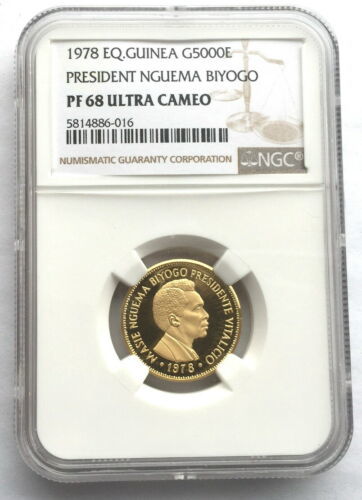 1978 EQ.GUINEA G5000E
PRESIDENT NGUEMA BIYOGO
PF 68 ULTRA CAMEO
5814886-016
NUMISMATIC GUARANTY CORPORATION
NGC®
MASIE NGUEMA BIYOGO PRESIDENTE VITALICIO
• 1978 •